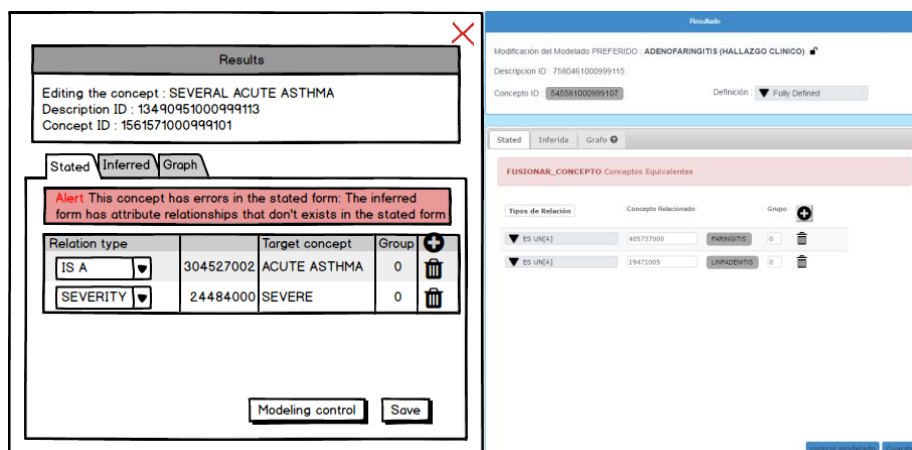 Results
Editing the concept : SEVERAL ACUTE ASTHMA
Description ID : 13490951000999113
Concept ID : 1561571000999101
Stated Inferred Graph
Alert This concept has errors in the stated form: The inferred
form has attribute relationships that don't exists in the stated form
Relation type Target concept Group
IS A 304527002 ACUTE ASTHMA 0
SEVERITY 24484000 SEVERE 0
Modeling control Save
Resultado
Modificación del Modelado PREFERIDO : ADENOFARINGITIS (HALLAZGO CLINICO)
Descripcion ID : 7580461000999115
Concepto ID : 545581000999107 Definición : Fully Defined
Stated Inferida Grafo
FUSIONAR_CONCEPTO Conceptos Equivalentes
Tipos de Relación Concepto Relacionado Grupo
ES UN[A] 405737000 FARINGITIS 0
ES UN[A] 19471005 LINFADENITIS 0
control modelado